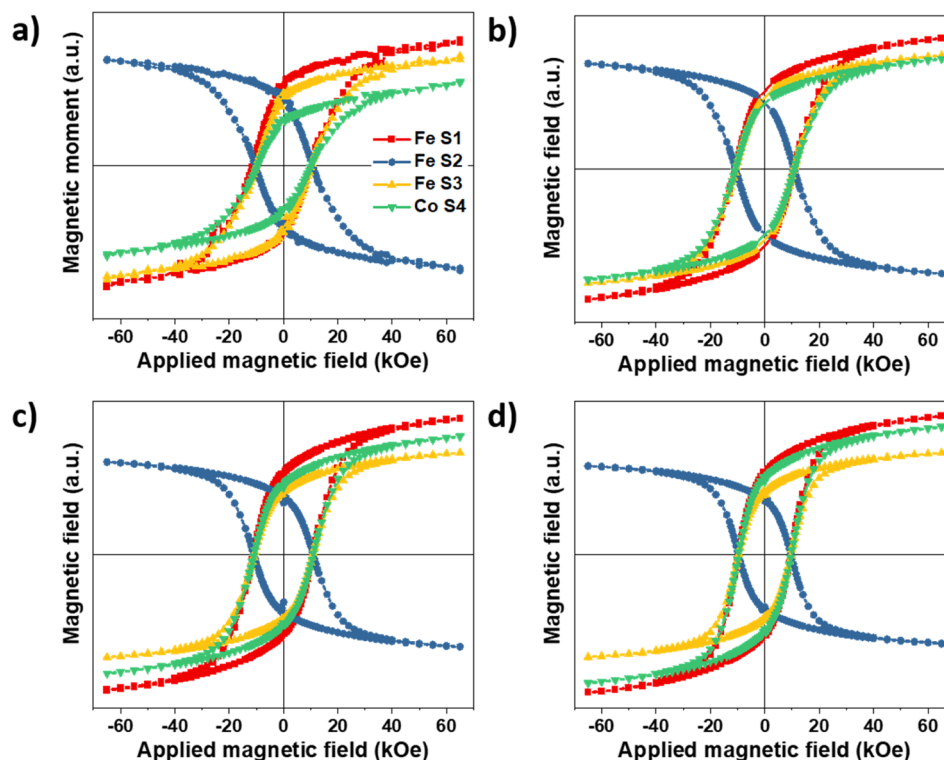 a)
Magnetic moment (a.u.)
Fe S1
Fe S2
Fe S3
Co S4
-60 -40 -20 0 20 40 60
Applied magnetic field (kOe)
b)
Magnetic field (a.u.)
-60 -40 -20 0 20 40 60
Applied magnetic field (kOe)
c)
Magnetic field (a.u.)
-60 -40 -20 0 20 40 60
Applied magnetic field (kOe)
d)
Magnetic field (a.u.)
-60 -40 -20 0 20 40 60
Applied magnetic field (kOe)